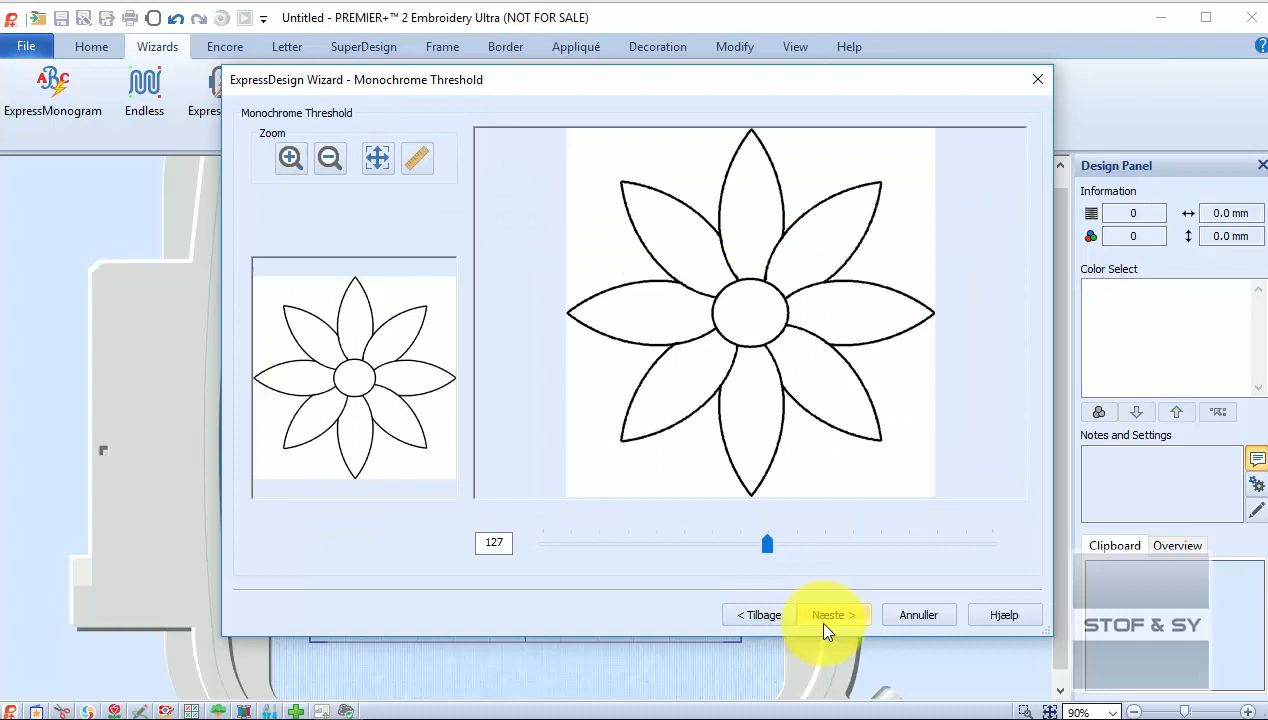 Untitled - PREMIER+™ 2 Embroidery Ultra (NOT FOR SALE)
File Home Wizards Encore Letter SuperDesign Frame Border Appliqué Decoration Modify View Help
ExpressMonogram Endless Expres
ExpressDesign Wizard - Monochrome Threshold
Monochrome Threshold
Zoom
127
< Tilbage Næste > Annuller Hjælp
Design Panel
Information
0 0.0 mm
0 0.0 mm
Color Select
Notes and Settings
Clipboard Overview
STOF & SY
90%